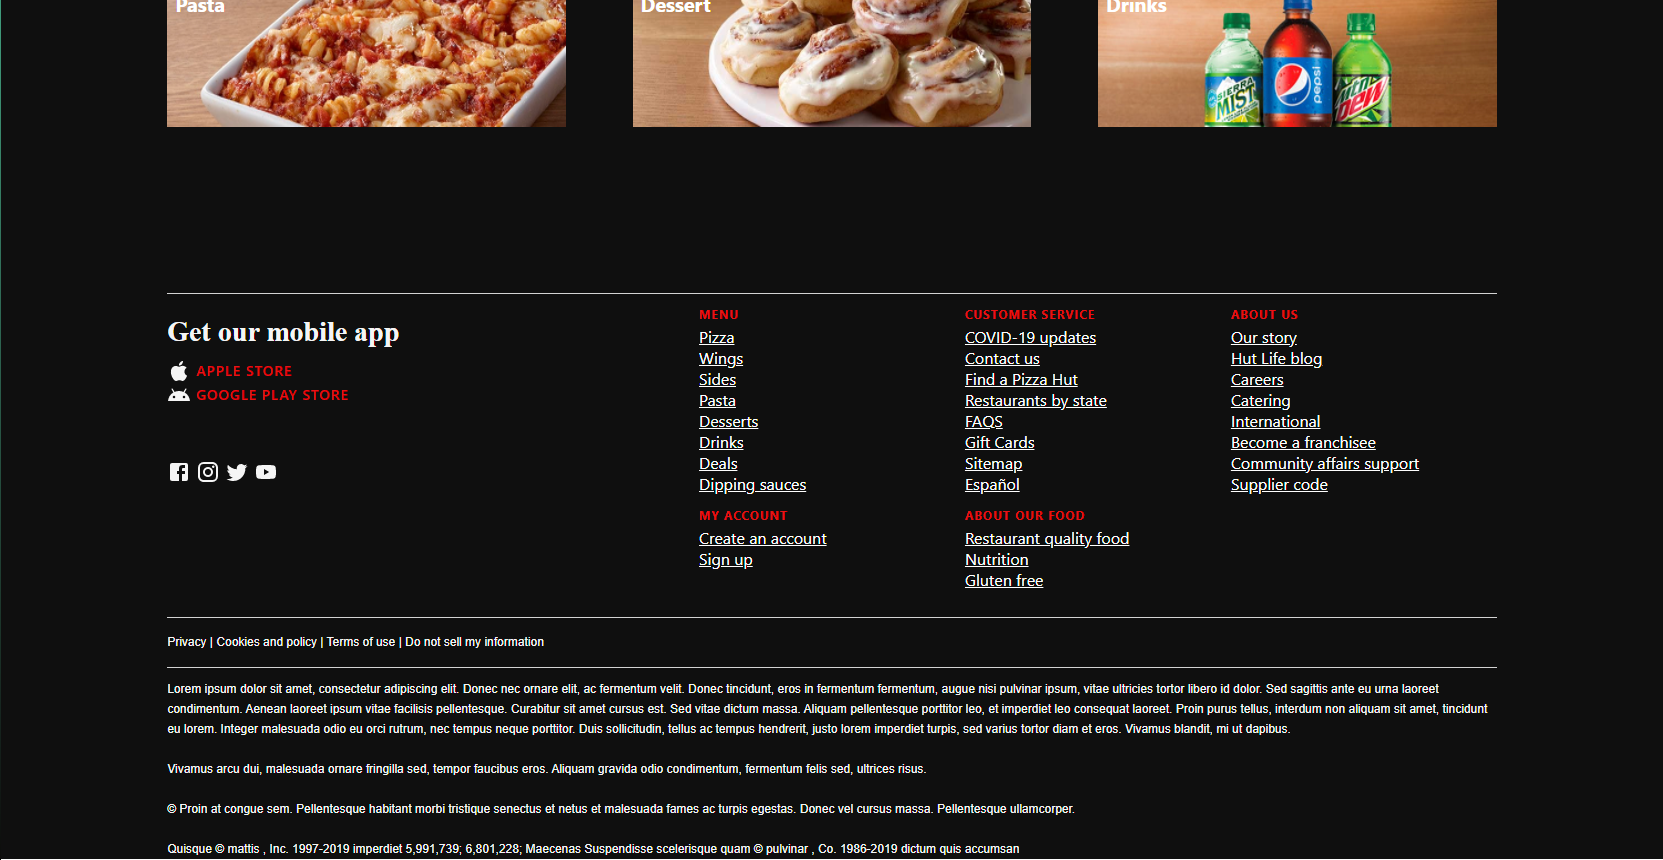 Pasta
Dessert
Drinks
SIERRA
MIST
pepsi
mtn
DEW
Get our mobile app
APPLE STORE
GOOGLE PLAY STORE
MENU
Pizza
Wings
Sides
Pasta
Desserts
Drinks
Deals
Dipping sauces
MY ACCOUNT
Create an account
Sign up
CUSTOMER SERVICE
COVID-19 updates
Contact us
Find a Pizza Hut
Restaurants by state
FAQS
Gift Cards
Sitemap
Español
ABOUT OUR FOOD
Restaurant quality food
Nutrition
Gluten free
ABOUT US
Our story
Hut Life blog
Careers
Catering
International
Become a franchisee
Community affairs support
Supplier code
Privacy | Cookies and policy | Terms of use | Do not sell my information
Lorem ipsum dolor sit amet, consectetur adipiscing elit. Donec nec ornare elit, ac fermentum velit. Donec tincidunt, eros in fermentum fermentum, augue nisi pulvinar ipsum, vitae ultricies tortor libero id dolor. Sed sagittis ante eu urna laoreet
condimentum. Aenean laoreet ipsum vitae facilisis pellentesque. Curabitur sit amet cursus est. Sed vitae dictum massa. Aliquam pellentesque porttitor leo, et imperdiet leo consequat laoreet. Proin purus tellus, interdum non aliquam sit amet, tincidunt
eu lorem. Integer malesuada odio eu orci rutrum, nec tempus neque porttitor. Duis sollicitudin, tellus ac tempus hendrerit, justo lorem imperdiet turpis, sed varius tortor diam et eros. Vivamus blandit, mi ut dapibus.
Vivamus arcu dui, malesuada ornare fringilla sed, tempor faucibus eros. Aliquam gravida odio condimentum, fermentum felis sed, ultrices risus.
© Proin at congue sem. Pellentesque habitant morbi tristique senectus et netus et malesuada fames ac turpis egestas. Donec vel cursus massa. Pellentesque ullamcorper.
Quisque © mattis , Inc. 1997-2019 imperdiet 5,991,739; 6,801,228; Maecenas Suspendisse scelerisque quam © pulvinar , Co. 1986-2019 dictum quis accumsan